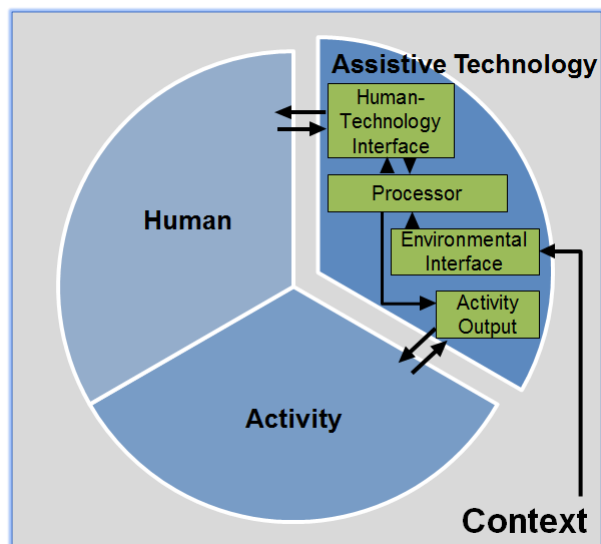 Assistive Technology
Human-
Technology
Interface
Processor
Human
Environmental
Interface
Activity
Output
Activity
Context